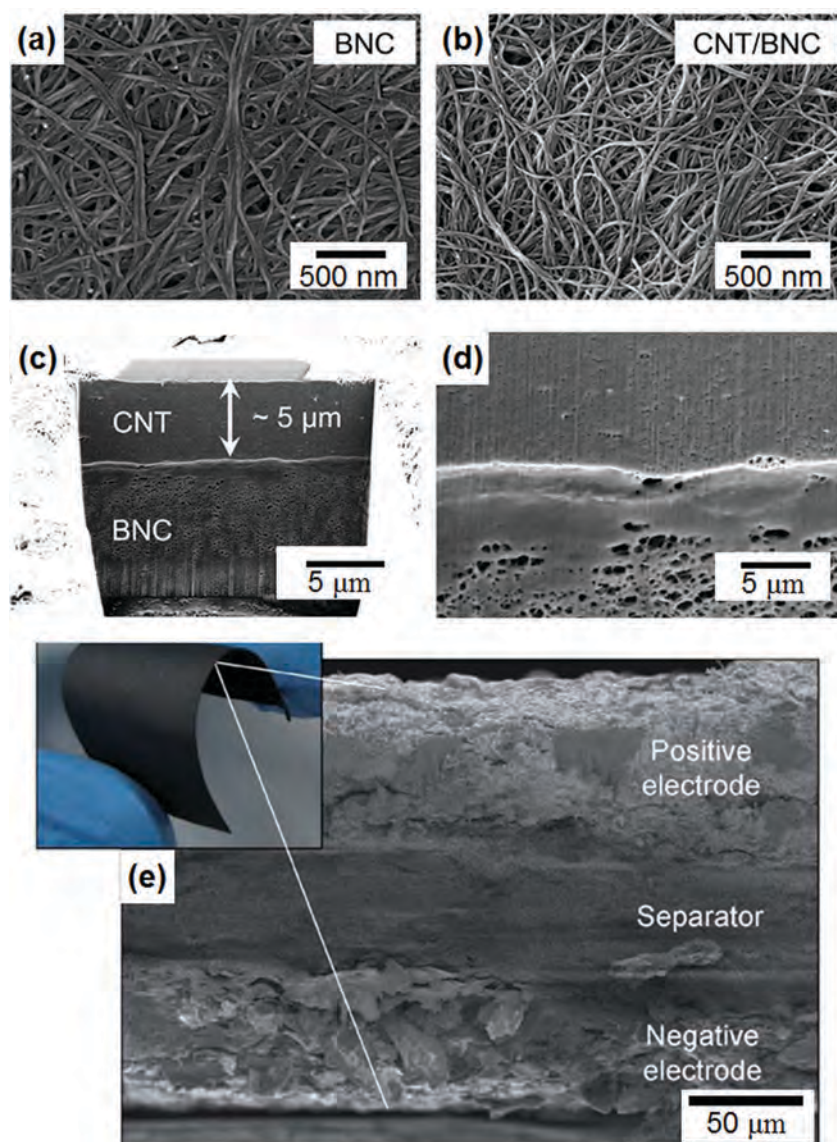 (a)
BNC
500 nm
(b)
CNT/BNC
500 nm
(c)
CNT
~ 5 μm
BNC
5 μm
(d)
5 μm
(e)
Positive
electrode
Separator
Negative
electrode
50 μm